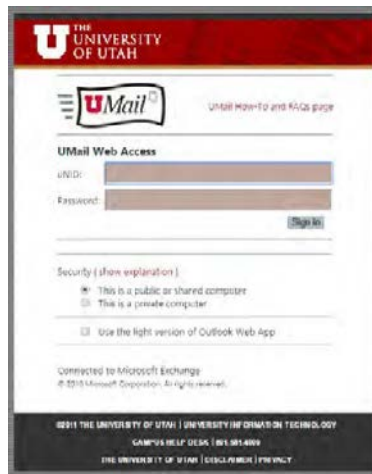 THE
UNIVERSITY
OF UTAH
UMail
UMail How-To and FAQs page
UMail Web Access
uNID:
Password:
Sign in
Security ( show explanation )
This is a public or shared computer
This is a private computer
Use the light version of Outlook Web App
Connected to Microsoft Exchange
© 2010 Microsoft Corporation. All rights reserved.
©2011 THE UNIVERSITY OF UTAH | UNIVERSITY INFORMATION TECHNOLOGY
CAMPUS HELP DESK | 801.581.4000
THE UNIVERSITY OF UTAH | DISCLAIMER | PRIVACY